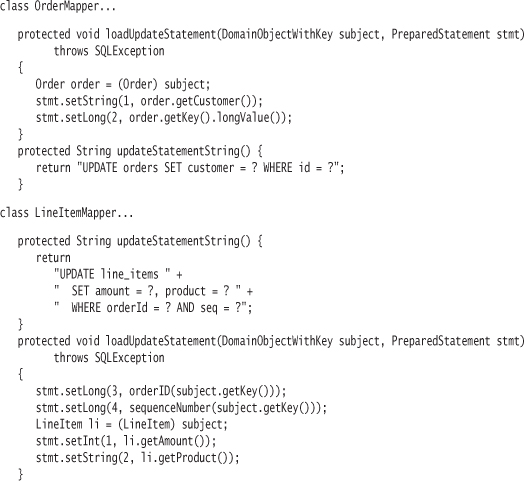 class OrderMapper...
protected void loadUpdateStatement(DomainObjectWithKey subject, PreparedStatement stmt)
throws SQLException
{
Order order = (Order) subject;
stmt.setString(1, order.getCustomer());
stmt.setLong(2, order.getKey().longValue());
}
protected String updateStatementString() {
return "UPDATE orders SET customer = ? WHERE id = ?";
}
class LineItemMapper...
protected String updateStatementString() {
return
"UPDATE line_items " +
" SET amount = ?, product = ? " +
" WHERE orderId = ? AND seq = ?";
}
protected void loadUpdateStatement(DomainObjectWithKey subject, PreparedStatement stmt)
throws SQLException
{
stmt.setLong(3, orderID(subject.getKey()));
stmt.setLong(4, sequenceNumber(subject.getKey()));
LineItem li = (LineItem) subject;
stmt.setInt(1, li.getAmount());
stmt.setString(2, li.getProduct());
}